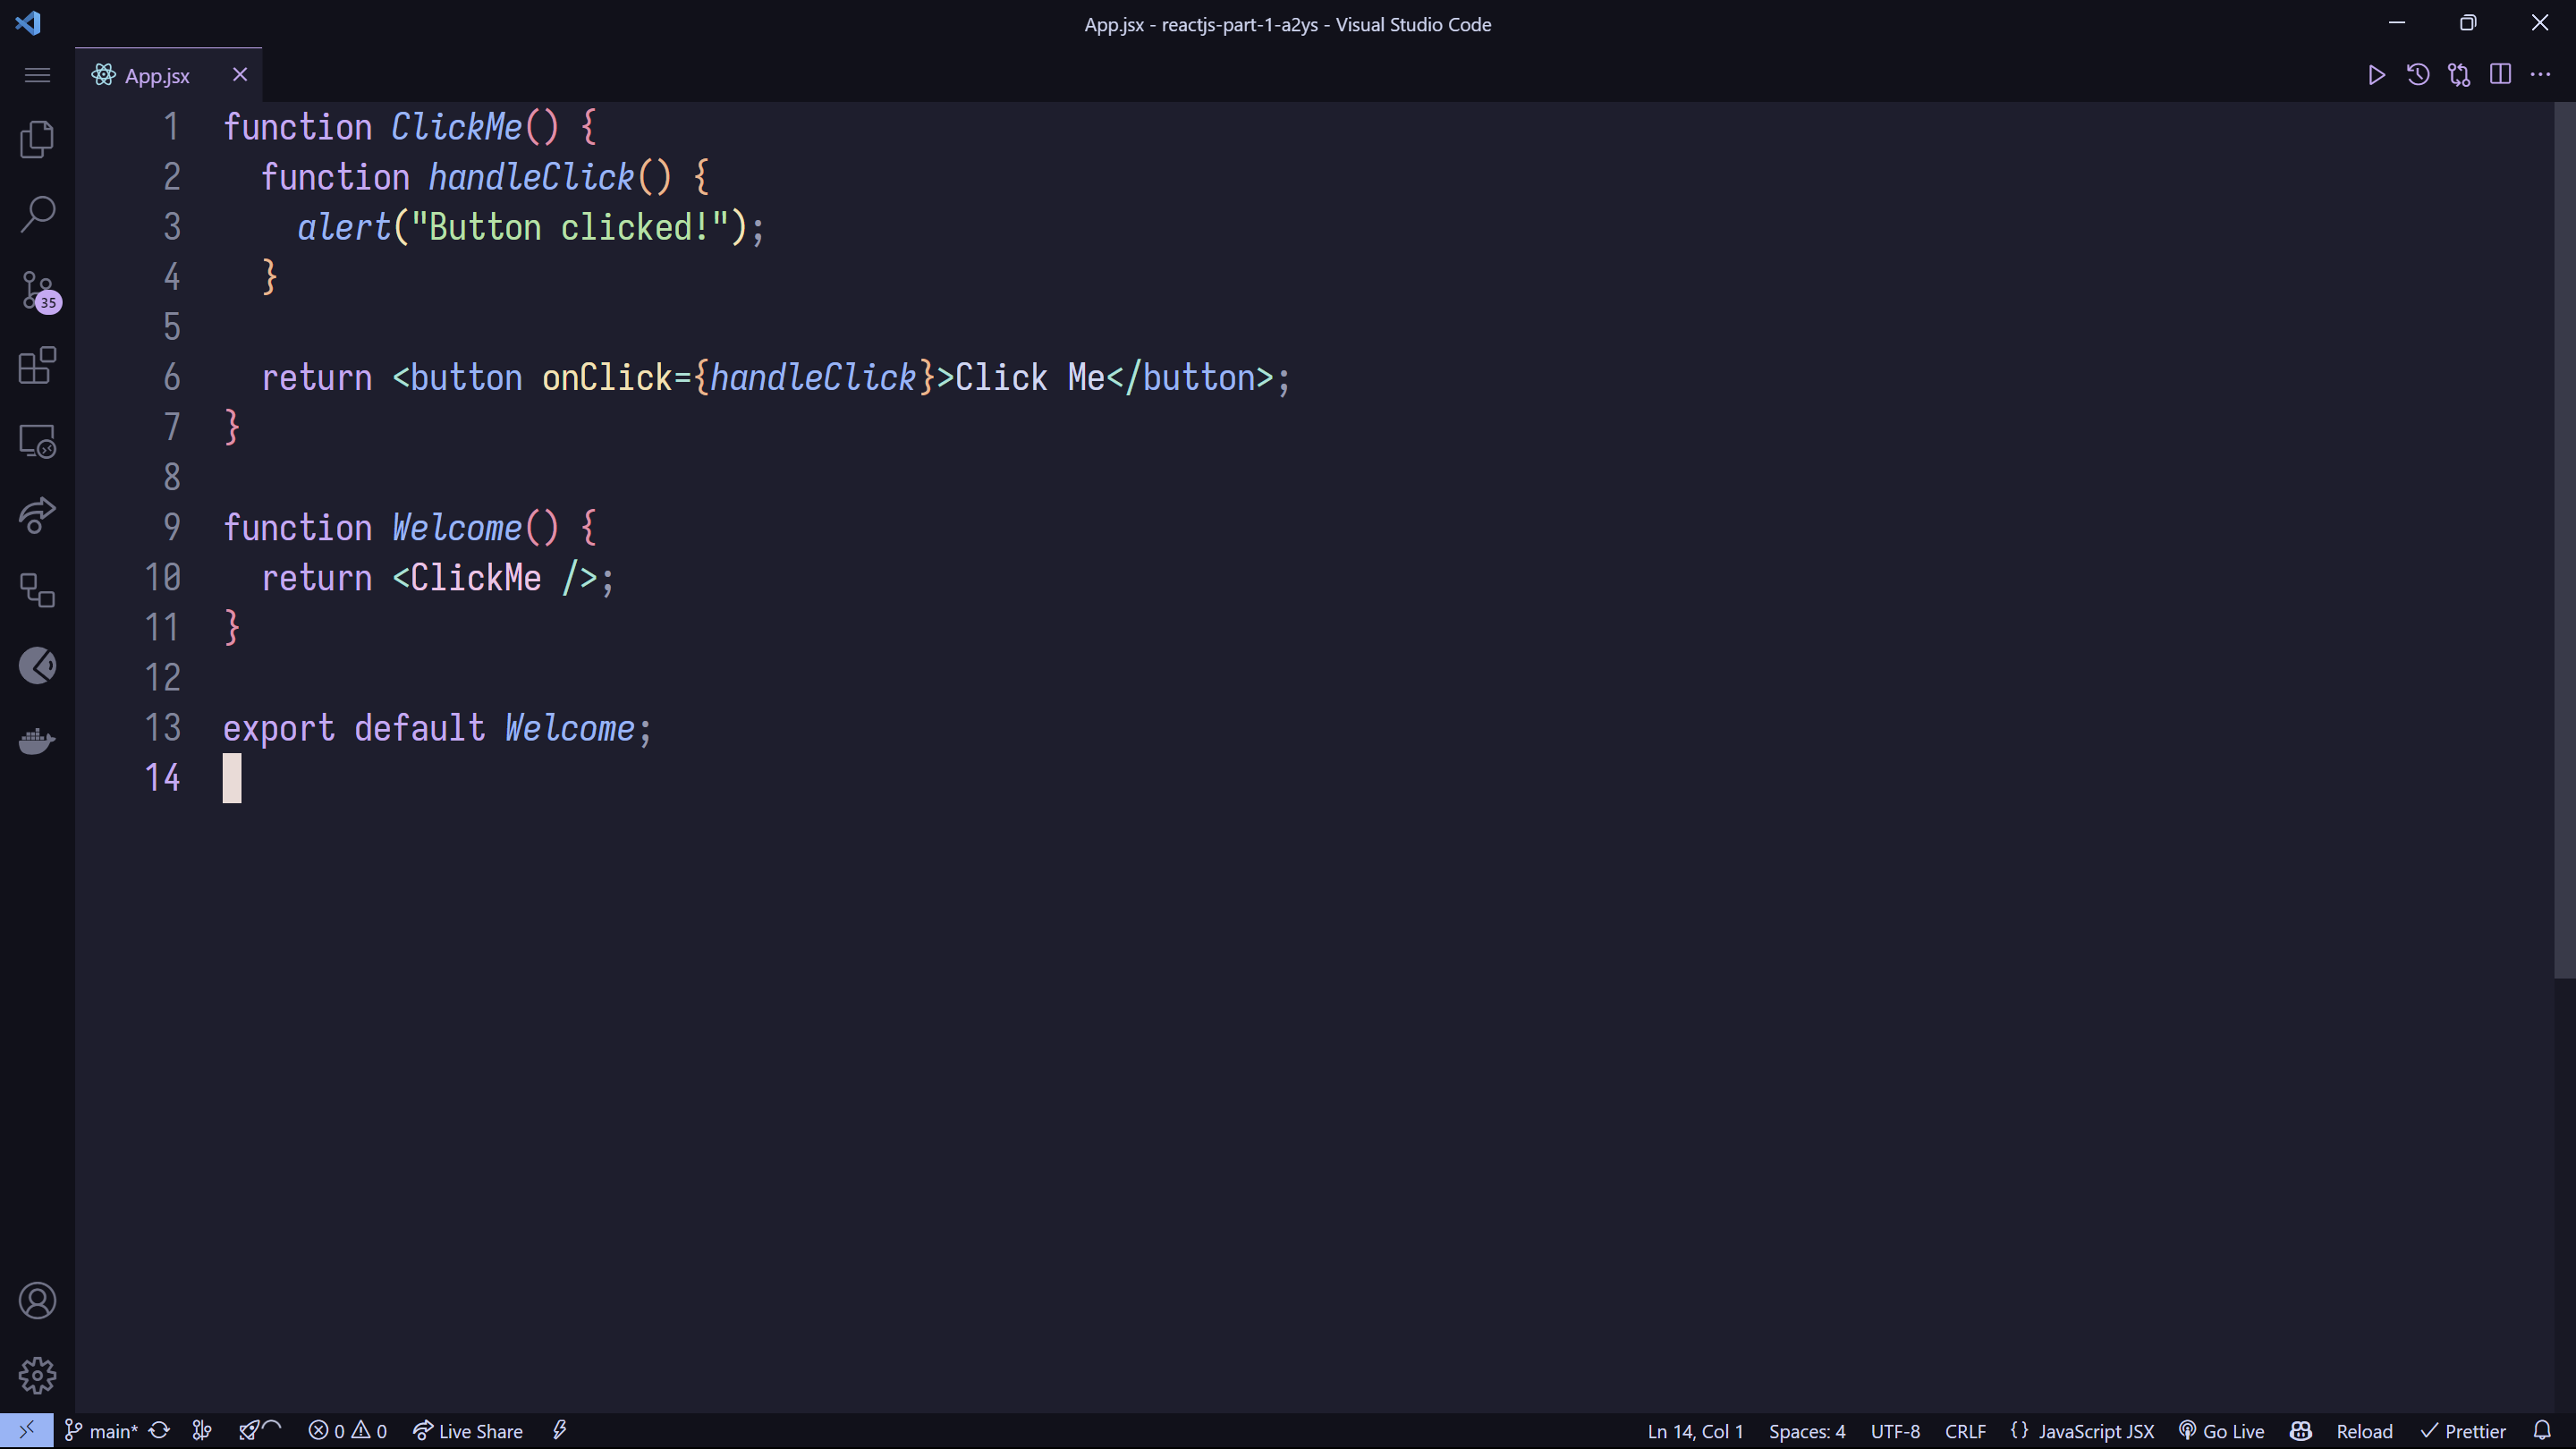 App.jsx - reactjs-part-1-a2ys - Visual Studio Code
App.jsx
1 function ClickMe() {
2   function handleClick() {
3     alert("Button clicked!");
4   }
5
6   return <button onClick={handleClick}>Click Me</button>;
7 }
8
9 function Welcome() {
10   return <ClickMe />;
11 }
12
13 export default Welcome;
14
35
main* 0 0 Live Share Ln 14, Col 1 Spaces: 4 UTF-8 CRLF {} JavaScript JSX Go Live Reload Prettier